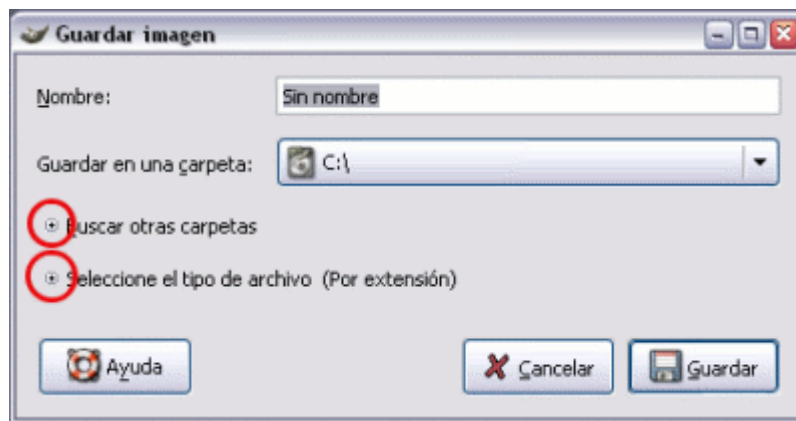 Guardar imagen
Nombre: Sin nombre
Guardar en una carpeta: C:\
Buscar otras carpetas
Seleccione el tipo de archivo (Por extensión)
Ayuda Cancelar Guardar